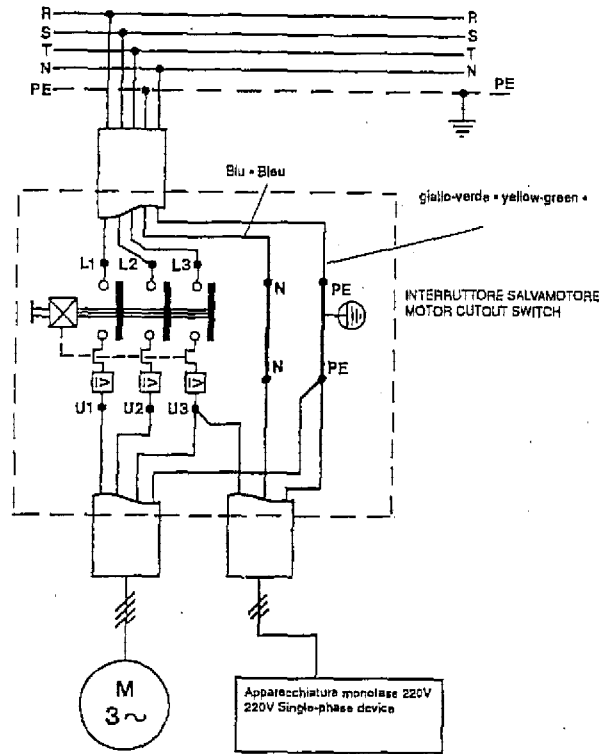 R R
S S
T T
N N
PE PE
Blu • Bleu
giallo-verde • yellow-green •
L1 L2 L3
N PE
INTERRUTTORE SALVAMOTORE
MOTOR CUTOUT SWITCH
N PE
I> I> I>
U1 U2 U3
M
3~
Apparecchiatura monolase 220V
220V Single-phase device